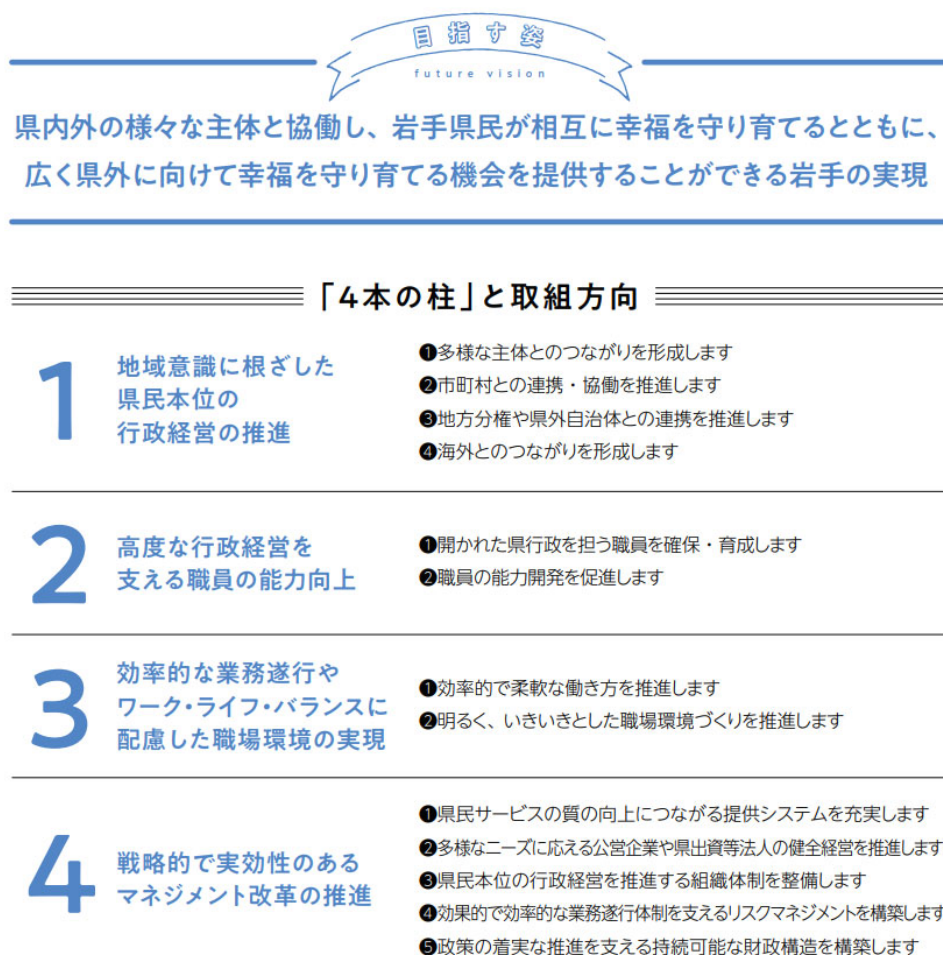 目指す姿
future vision
県内外の様々な主体と協働し、岩手県民が相互に幸福を守り育てるとともに、
広く県外に向けて幸福を守り育てる機会を提供することができる岩手の実現
「4本の柱」と取組方向
1
地域意識に根ざした
県民本位の
行政経営の推進
❶多様な主体とのつながりを形成します
❷市町村との連携・協働を推進します
❸地方分権や県外自治体との連携を推進します
❹海外とのつながりを形成します
2
高度な行政経営を
支える職員の能力向上
❶開かれた県行政を担う職員を確保・育成します
❷職員の能力開発を促進します
3
効率的な業務遂行や
ワーク・ライフ・バランスに
配慮した職場環境の実現
❶効率的で柔軟な働き方を推進します
❷明るく、いきいきとした職場環境づくりを推進します
4
戦略的で実効性のある
マネジメント改革の推進
❶県民サービスの質の向上につながる提供システムを充実します
❷多様なニーズに応える公営企業や県出資等法人の健全経営を推進します
❸県民本位の行政経営を推進する組織体制を整備します
❹効果的で効率的な業務遂行体制を支えるリスクマネジメントを構築します
❺政策の着実な推進を支える持続可能な財政構造を構築します